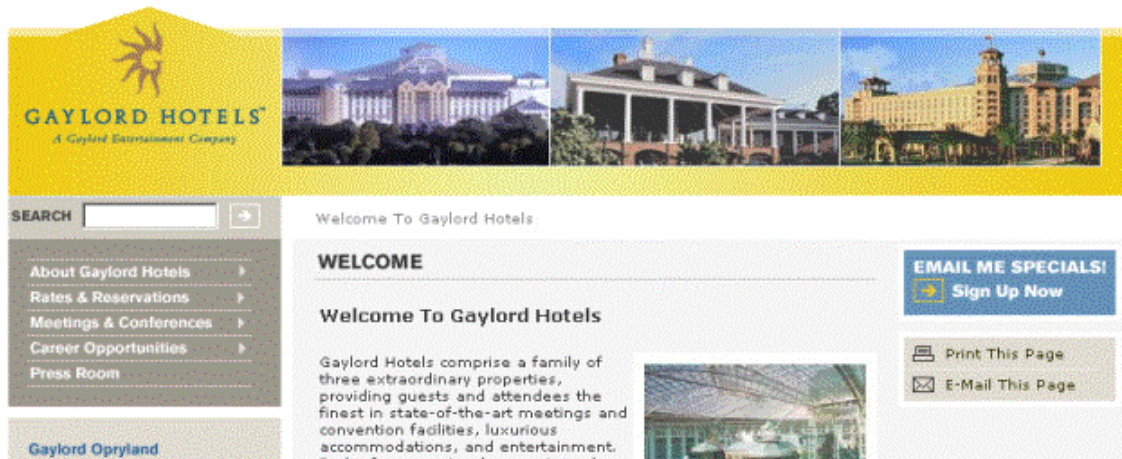 GAYLORD HOTELS™
A Gaylord Entertainment Company
SEARCH
Welcome To Gaylord Hotels
About Gaylord Hotels
Rates & Reservations
Meetings & Conferences
Career Opportunities
Press Room
Gaylord Opryland
WELCOME
Welcome To Gaylord Hotels
Gaylord Hotels comprise a family of
three extraordinary properties,
providing guests and attendees the
finest in state-of-the-art meetings and
convention facilities, luxurious
accommodations, and entertainment.
EMAIL ME SPECIALS!
Sign Up Now
Print This Page
E-Mail This Page